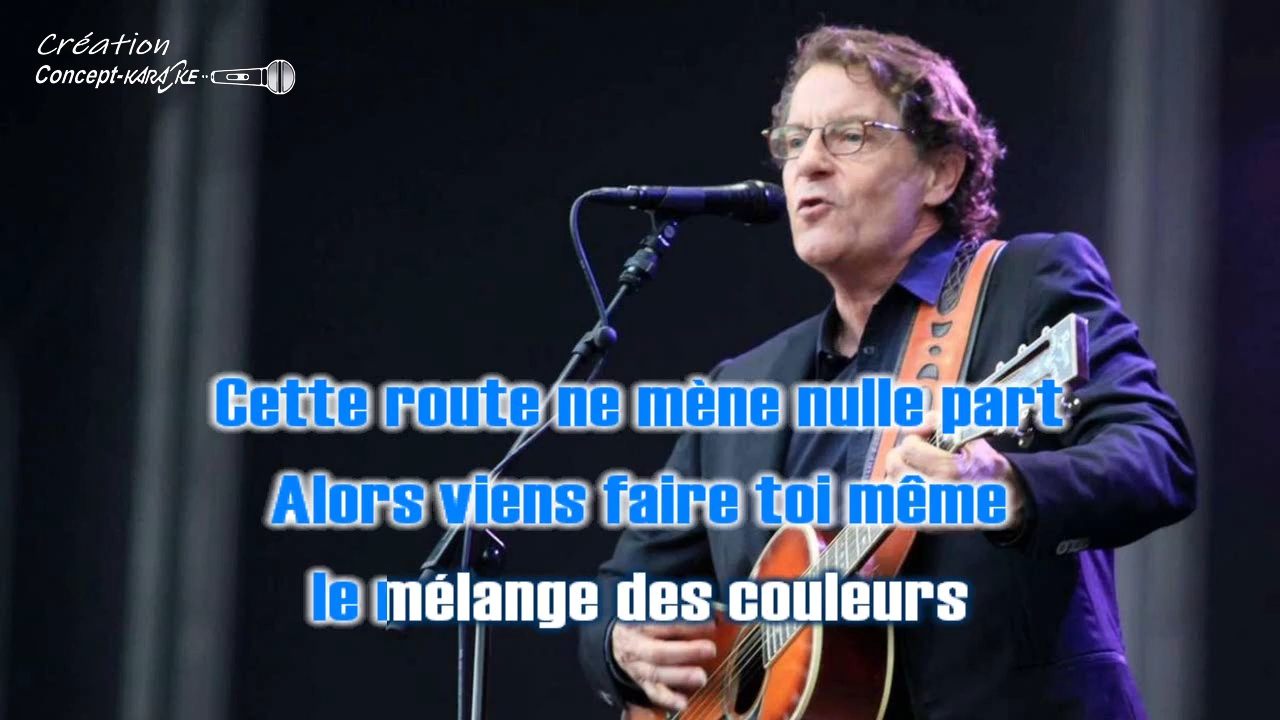 Création
Concept-KARAOKE
Cette route ne mène nulle part
Alors viens faire toi même
le mélange des couleurs